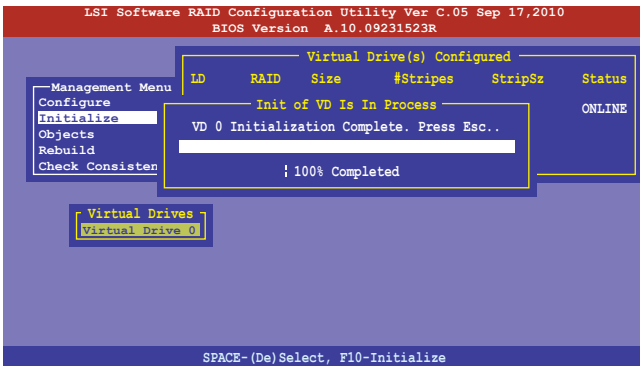 LSI Software RAID Configuration Utility Ver C.05 Sep 17,2010
BIOS Version A.10.09231523R
Virtual Drive(s) Configured
LD RAID Size #Stripes StripSz Status
ONLINE
Management Menu
Configure
Initialize
Objects
Rebuild
Check Consisten
Init of VD Is In Process
VD 0 Initialization Complete. Press Esc..
100% Completed
Virtual Drives
Virtual Drive 0
SPACE-(De)Select, F10-Initialize